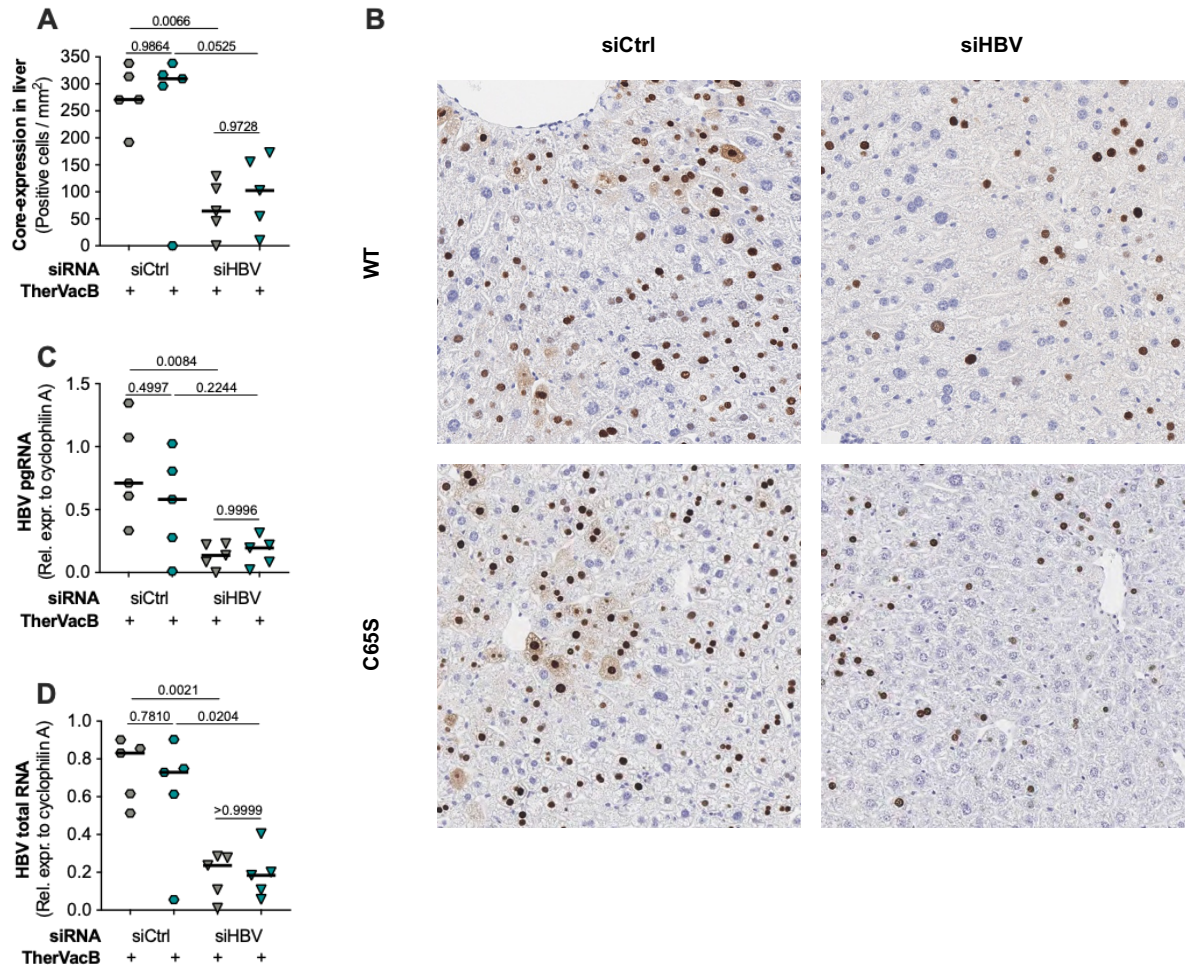 A
0.0066
0.9864
0.0525
350
300
250
200
150
100
50
0
0.9728
Core-expression in liver
(Positive cells / mm²)
siRNA siCtrl siHBV
TherVacB + + + +
B
siCtrl siHBV
WT
C65S
C
0.0084
0.4997
0.2244
1.5
1.0
0.5
0.0
0.9996
HBV pgRNA
(Rel. expr. to cyclophilin A)
siRNA siCtrl siHBV
TherVacB + + + +
D
0.0021
0.7810
0.0204
1.0
0.8
0.6
0.4
0.2
0.0
>0.9999
HBV total RNA
(Rel. expr. to cyclophilin A)
siRNA siCtrl siHBV
TherVacB + + + +